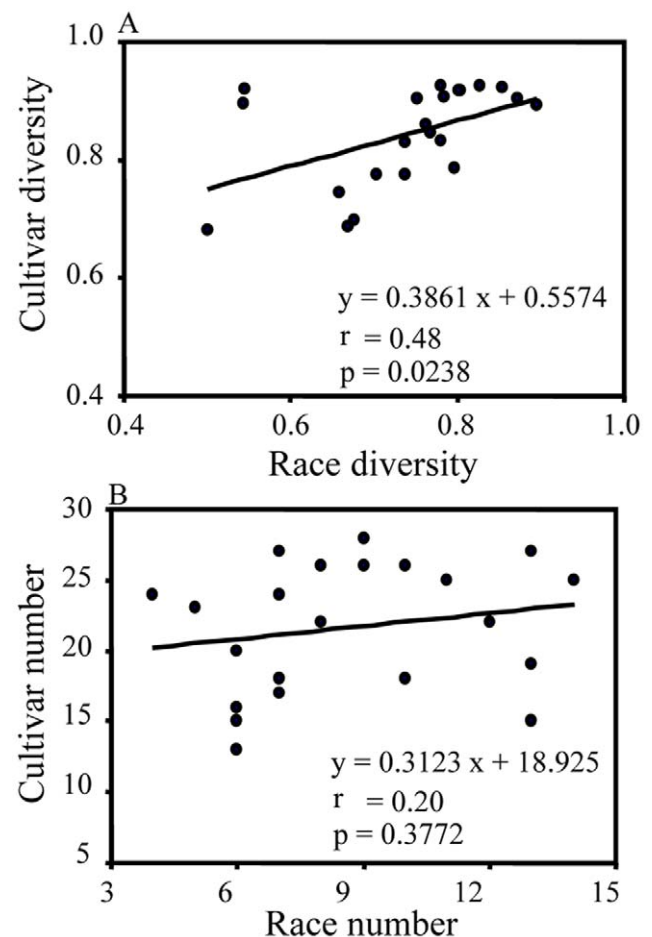 A
1.0
0.8
0.6
0.4
Cultivar diversity
y = 0.3861 x + 0.5574
r = 0.48
p = 0.0238
0.4 0.6 0.8 1.0
Race diversity
B
30
25
20
15
10
5
Cultivar number
y = 0.3123 x + 18.925
r = 0.20
p = 0.3772
3 6 9 12 15
Race number